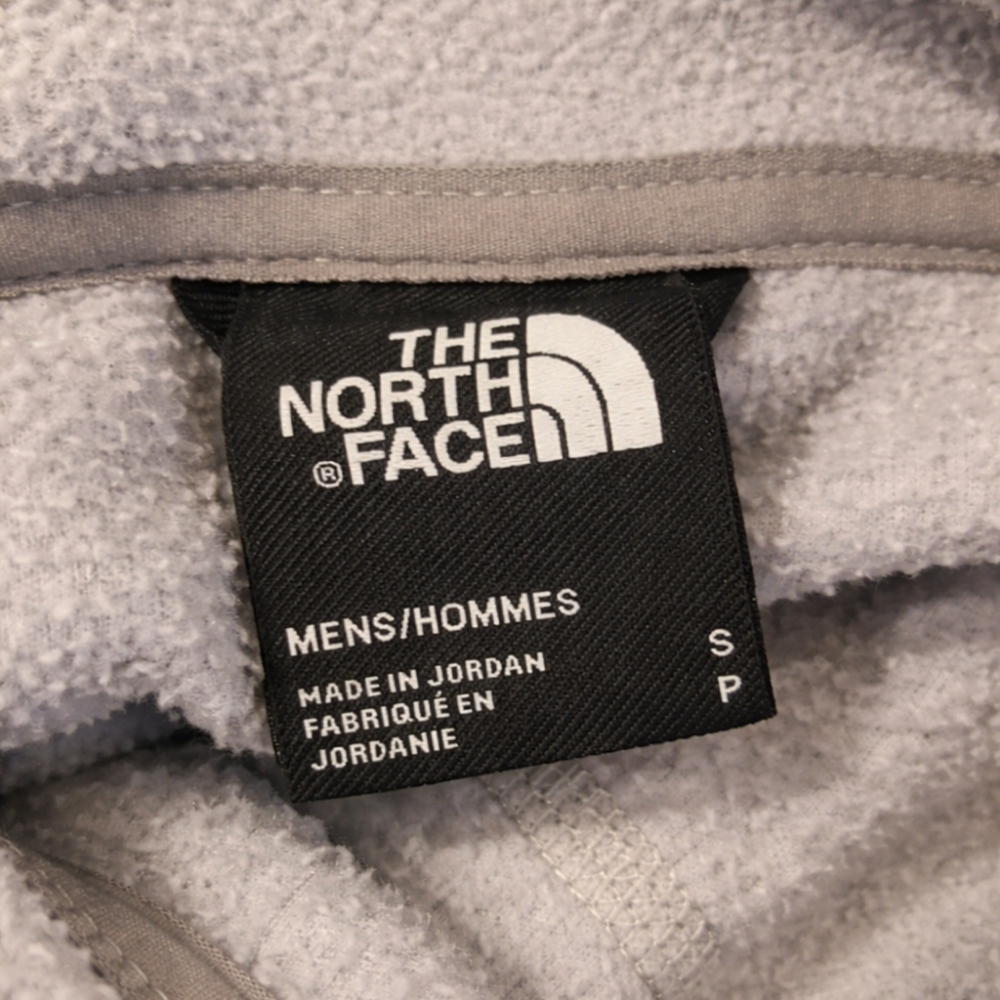 THE
NORTH
®FACE
MENS/HOMMES
MADE IN JORDAN
FABRIQUÉ EN
JORDANIE
S
P